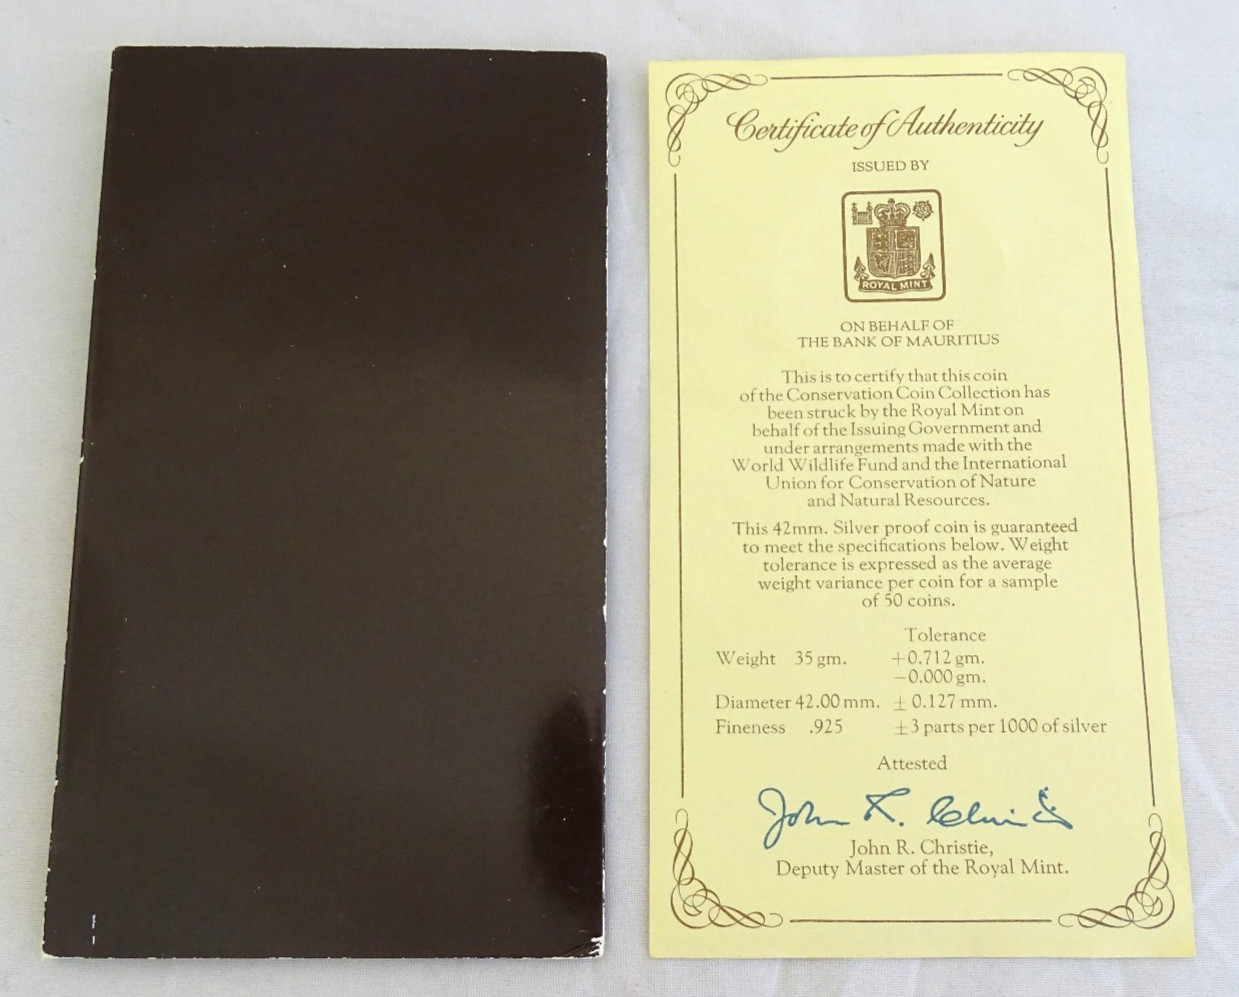 Certificate of Authenticity
ISSUED BY
ROYAL MINT
ON BEHALF OF
THE BANK OF MAURITIUS
This is to certify that this coin
of the Conservation Coin Collection has
been struck by the Royal Mint on
behalf of the Issuing Government and
under arrangements made with the
World Wildlife Fund and the International
Union for Conservation of Nature
and Natural Resources.
This 42mm. Silver proof coin is guaranteed
to meet the specifications below. Weight
tolerance is expressed as the average
weight variance per coin for a sample
of 50 coins.
Tolerance
Weight 35 gm. +0.712 gm.
−0.000 gm.
Diameter 42.00 mm. ± 0.127 mm.
Fineness .925 ±3 parts per 1000 of silver
Attested
John R. Christie
John R. Christie,
Deputy Master of the Royal Mint.